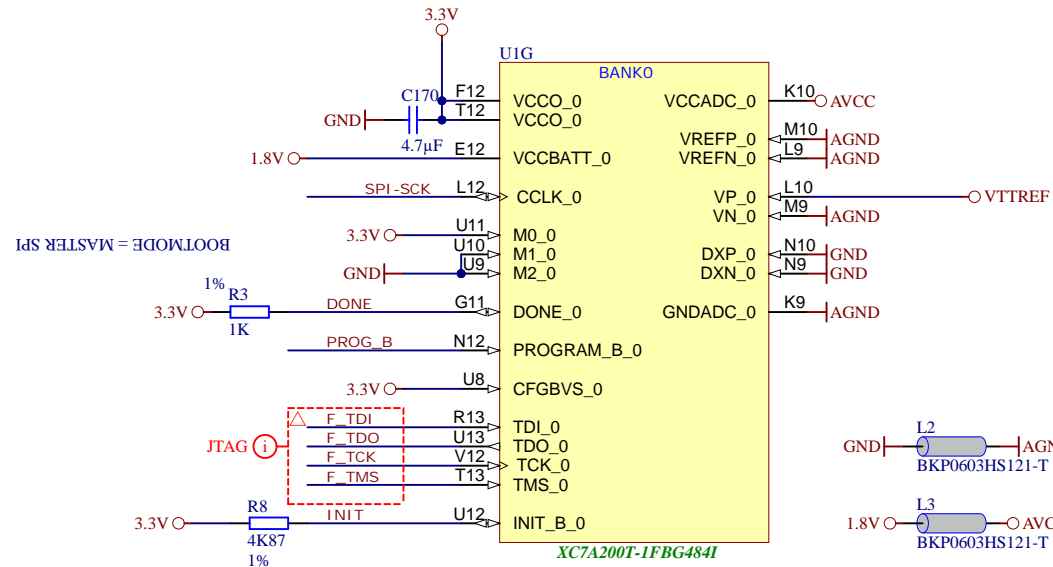 3.3V
U1G
BANK0
C170
F12
VCCO_0
VCCADC_0
K10
AVCC
GND
T12
VCCO_0
4.7µF
VREFP_0
M10
AGND
1.8V
E12
VCCBATT_0
VREFN_0
L9
AGND
SPI-SCK
L12
CCLK_0
VP_0
L10
VTTREF
VN_0
M9
AGND
3.3V
U11
M0_0
BOOTMODE = MASTER SPI
U10
M1_0
DXP_0
N10
GND
GND
U9
M2_0
DXN_0
N9
GND
1%
R3
3.3V
1K
DONE
G11
DONE_0
GNDADC_0
K9
AGND
PROG_B
N12
PROGRAM_B_0
3.3V
U8
CFGBVS_0
JTAG
i
F_TDI
R13
TDI_0
F_TDO
U13
TDO_0
F_TCK
V12
TCK_0
F_TMS
T13
TMS_0
L2
GND
AGN
BKP0603HS121-T
R8
3.3V
4K87
1%
INIT
U12
INIT_B_0
L3
1.8V
AVC
BKP0603HS121-T
XC7A200T-1FBG484I